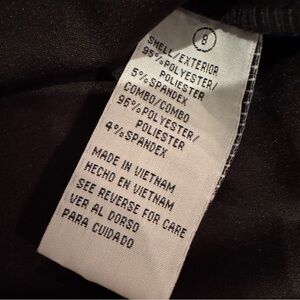 8
SHELL/EXTERIOR
95%POLYESTER/
POLIESTER
5%SPANDEX
COMBO/COMBO
96%POLYESTER/
POLIESTER
4%SPANDEX
MADE IN VIETNAM
HECHO EN VIETNAM
SEE REVERSE FOR CARE
VER AL DORSO
PARA CUIDADO